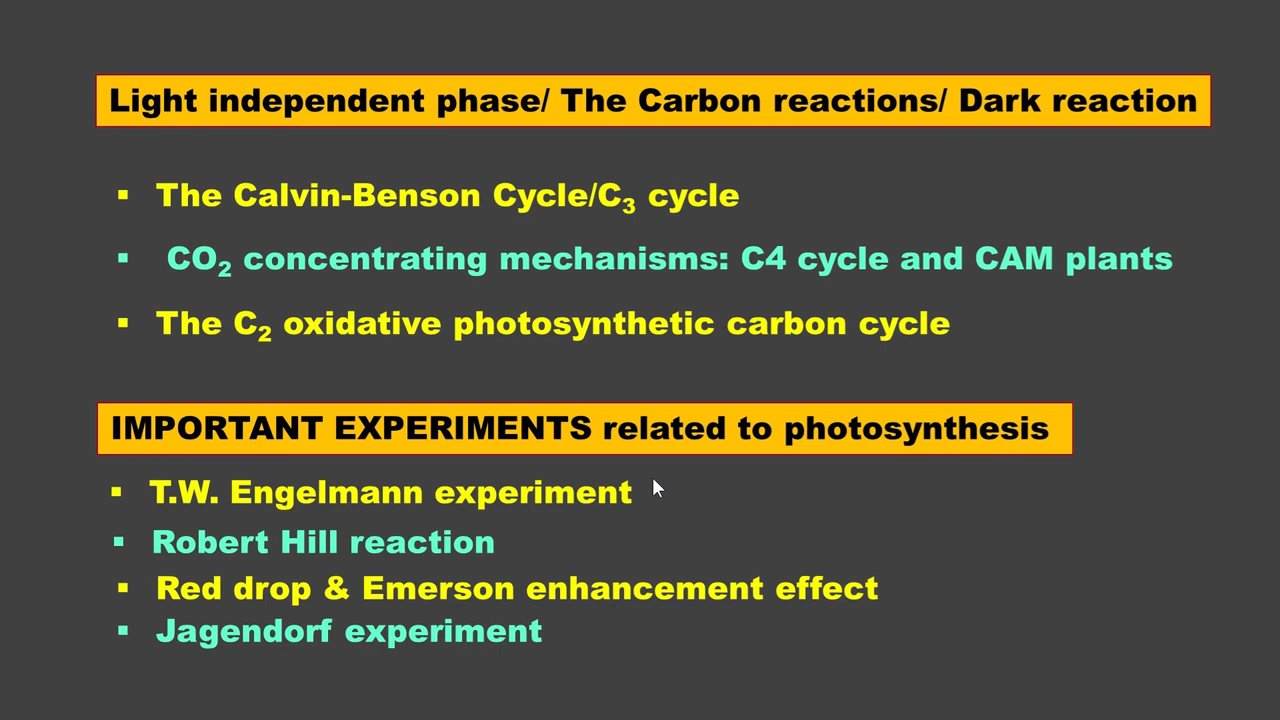 Light independent phase/ The Carbon reactions/ Dark reaction
▪ The Calvin-Benson Cycle/C₃ cycle
▪ CO₂ concentrating mechanisms: C4 cycle and CAM plants
▪ The C₂ oxidative photosynthetic carbon cycle
IMPORTANT EXPERIMENTS related to photosynthesis
▪ T.W. Engelmann experiment
▪ Robert Hill reaction
▪ Red drop & Emerson enhancement effect
▪ Jagendorf experiment